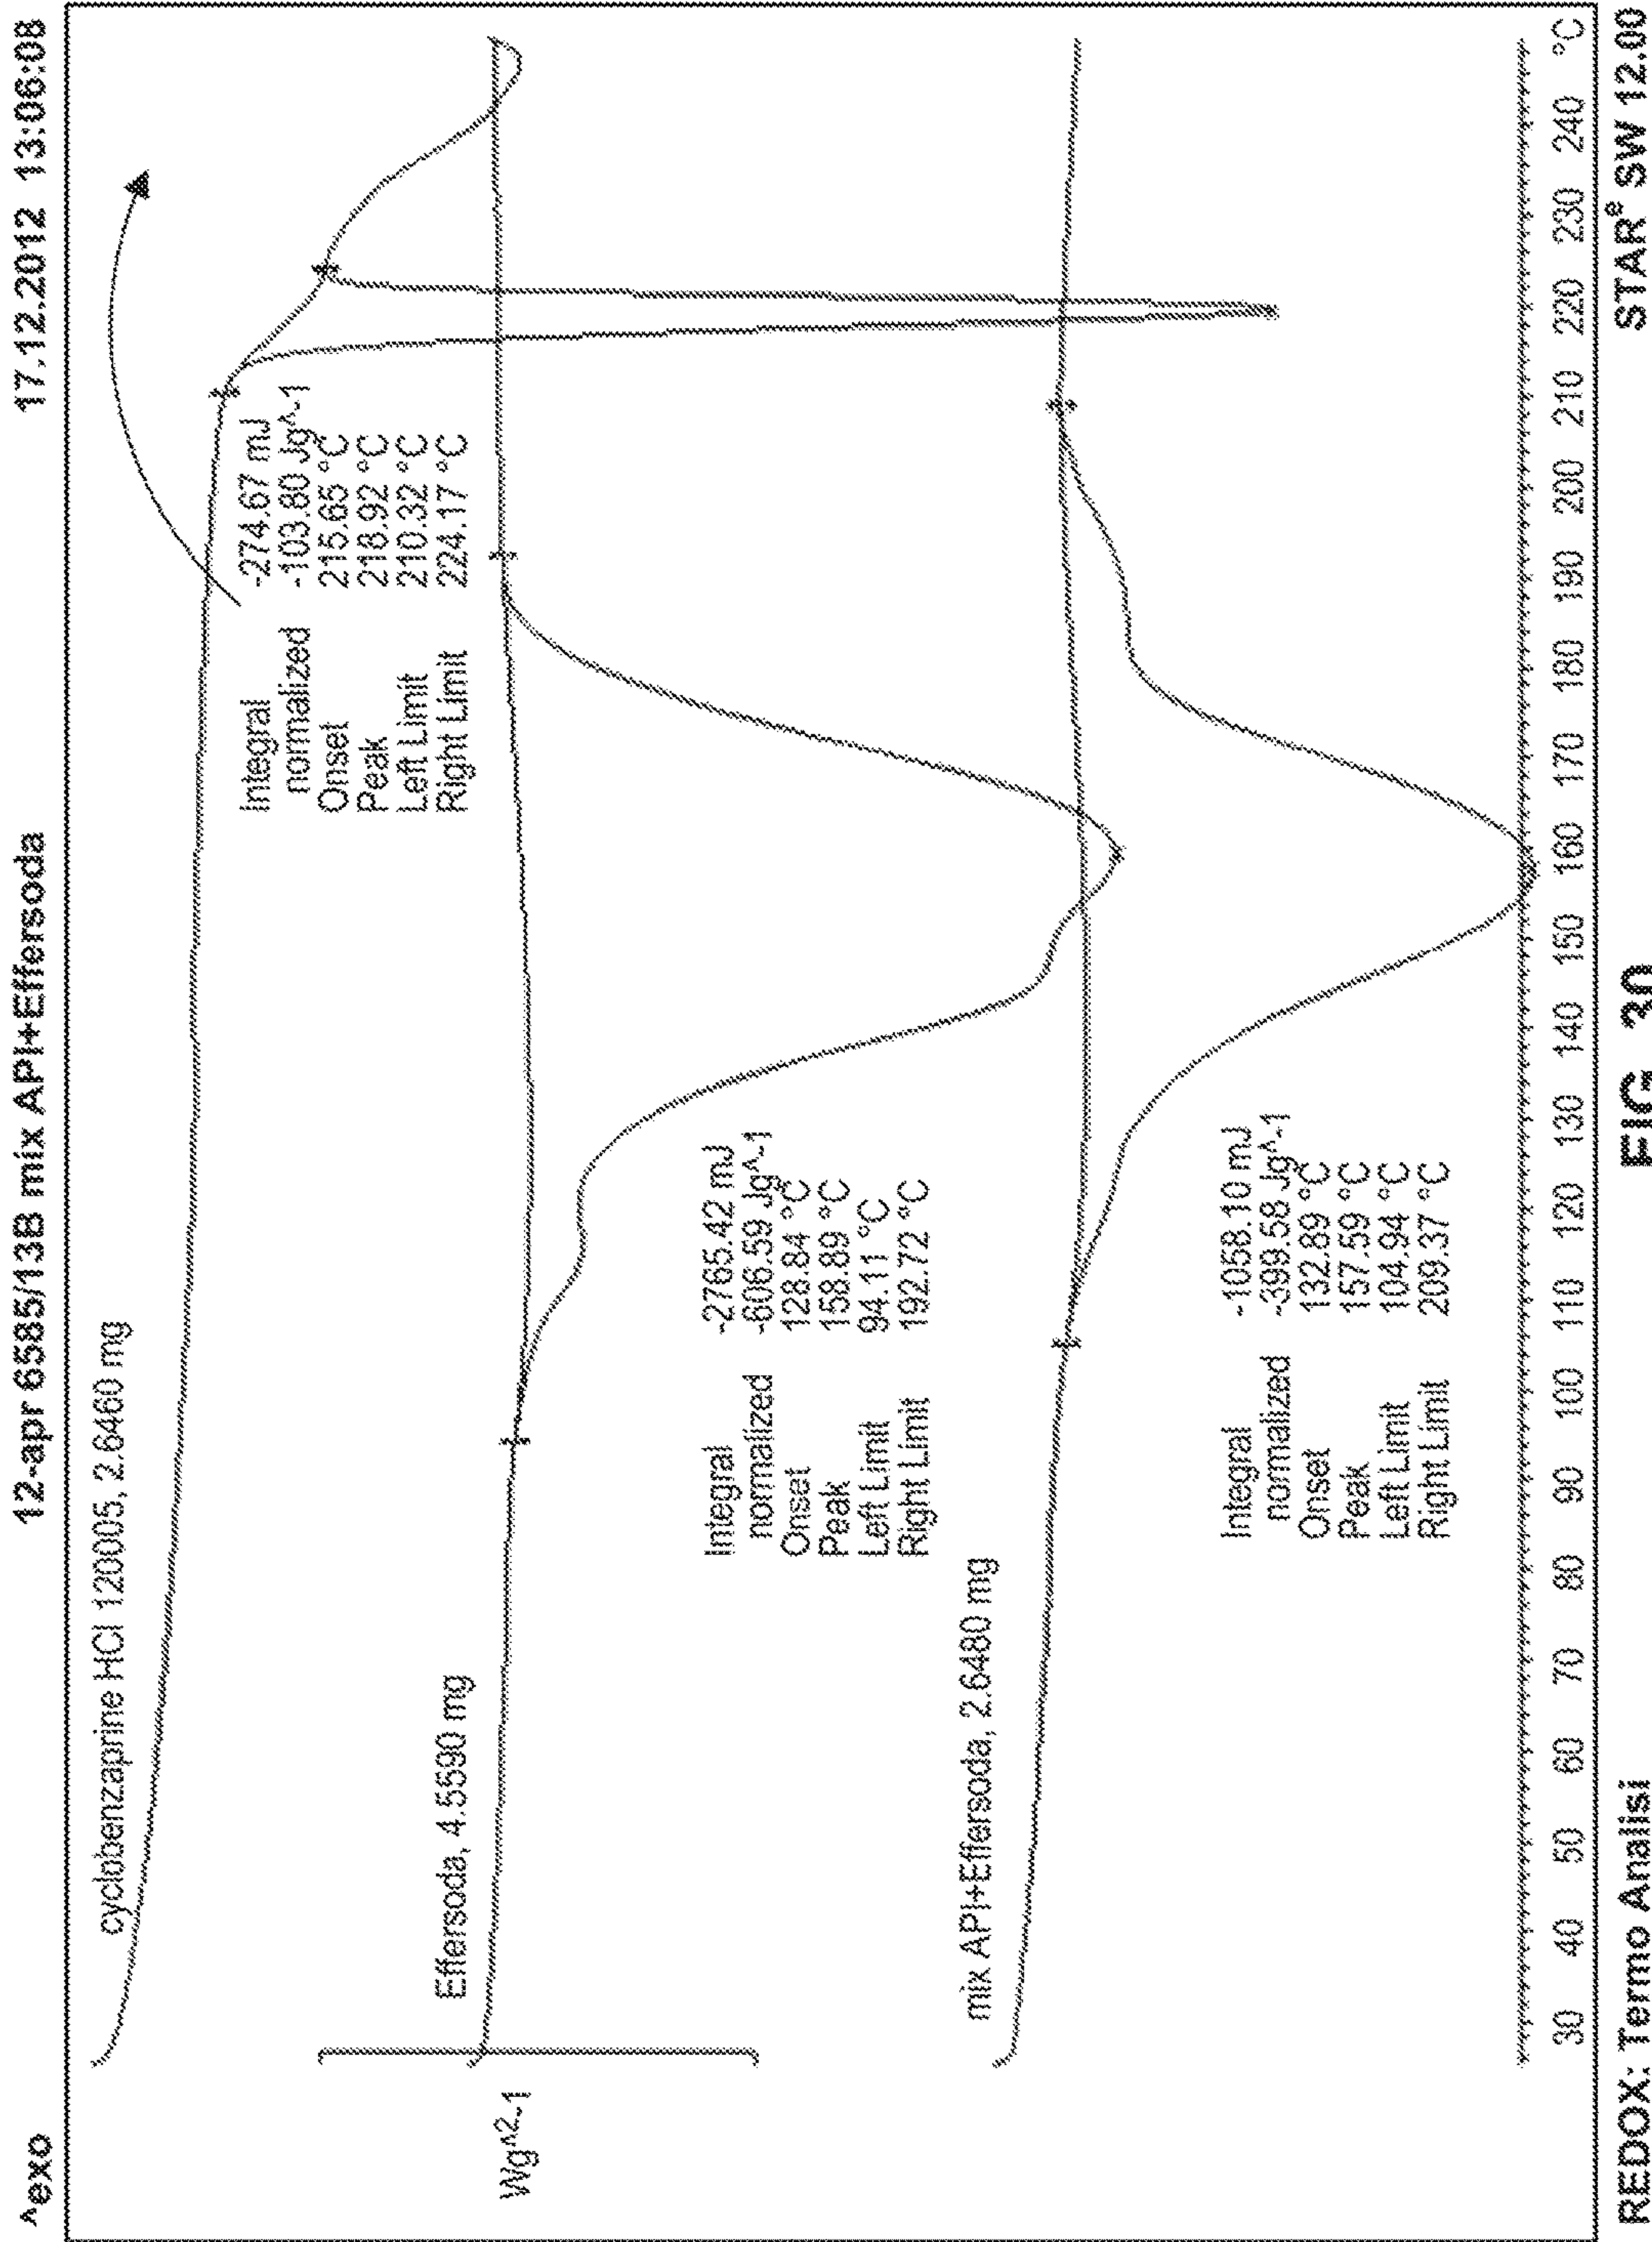 ^exo
12-apr 6585/13B mix API+Effersoda
17.12.2012 13:06:08
cyclobenzaprine HCl 12005, 2.6460 mg
Integral -274.67 mJ
normalized -103.80 Jg^-1
Onset 215.65 °C
Peak 218.92 °C
Left Limit 210.32 °C
Right Limit 224.17 °C
Effersoda, 4.5590 mg
Wg^2-1
Integral -2765.42 mJ
normalized -606.59 Jg^-1
Onset 128.84 °C
Peak 158.89 °C
Left Limit 94.11 °C
Right Limit 192.72 °C
mix API+Effersoda, 2.6480 mg
Integral -1058.10 mJ
normalized -399.58 Jg^-1
Onset 132.89 °C
Peak 157.59 °C
Left Limit 104.94 °C
Right Limit 209.37 °C
30 40 50 60 70 80 90 100 110 120 130 140 150 160 170 180 190 200 210 220 230 240 °C
REDOX: Termo Analisi
FIG. 30
STARe SW 12.00